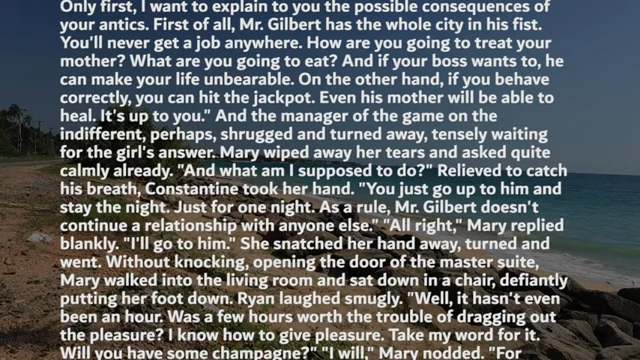 Only first, I want to explain to you the possible consequences of
your antics. First of all, Mr. Gilbert has the whole city in his fist.
You'll never get a job anywhere. How are you going to treat your
mother? What are you going to eat? And if your boss wants to, he
can make your life unbearable. On the other hand, if you behave
correctly, you can hit the jackpot. Even his mother will be able to
heal. It's up to you." And the manager of the game on the
indifferent, perhaps, shrugged and turned away, tensely waiting
for the girl's answer. Mary wiped away her tears and asked quite
calmly already. "And what am I supposed to do?" Relieved to catch
his breath, Constantine took her hand. "You just go up to him and
stay the night. Just for one night. As a rule, Mr. Gilbert doesn't
continue a relationship with anyone else." "All right," Mary replied
blankly. "I'll go to him." She snatched her hand away, turned and
went. Without knocking, opening the door of the master suite,
Mary walked into the living room and sat down in a chair, defiantly
putting her foot down. Ryan laughed smugly. "Well, it hasn't even
been an hour. Was a few hours worth the trouble of dragging out
the pleasure? I know how to give pleasure. Take my word for it.
Will you have some champagne?" "I will," Mary nodded. "For